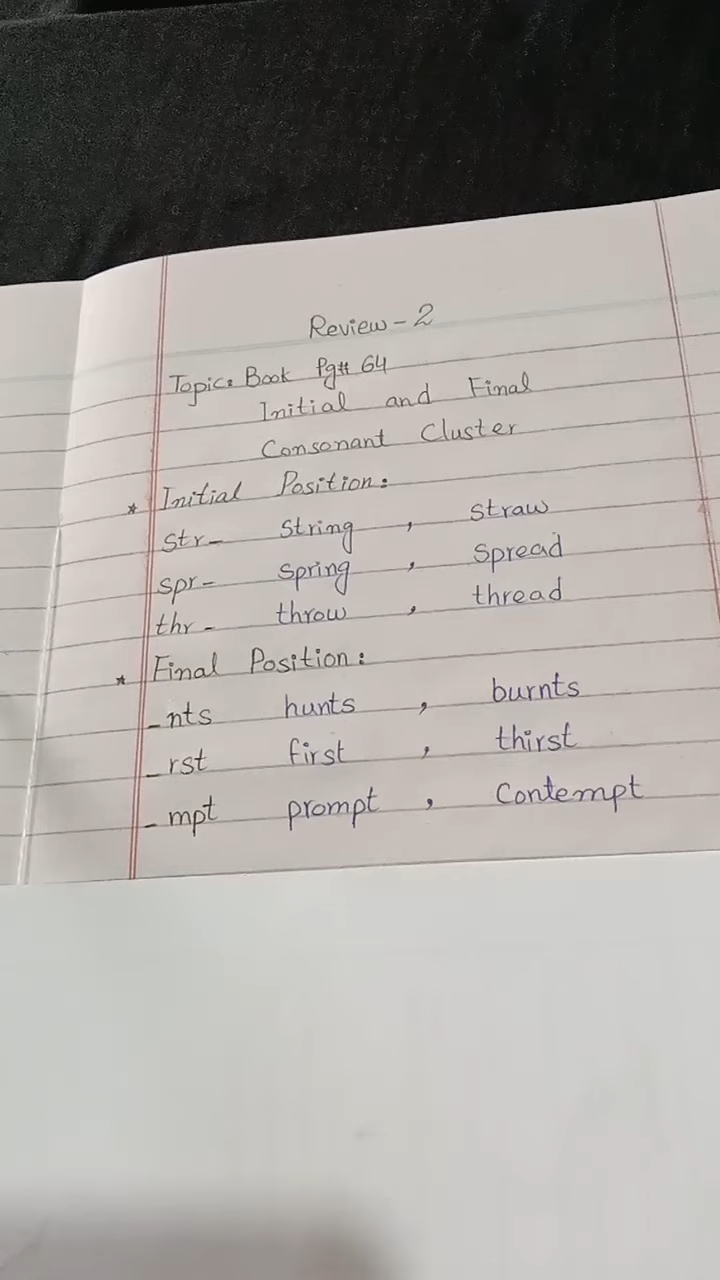 Review-2
Topic: Book Pg# 64
Initial and Final
Consonant Cluster
* Initial Position:
str- String , straw
spr- spring , spread
thr- throw , thread
* Final Position:
-nts hunts , burnts
-rst first , thirst
-mpt prompt , Contempt